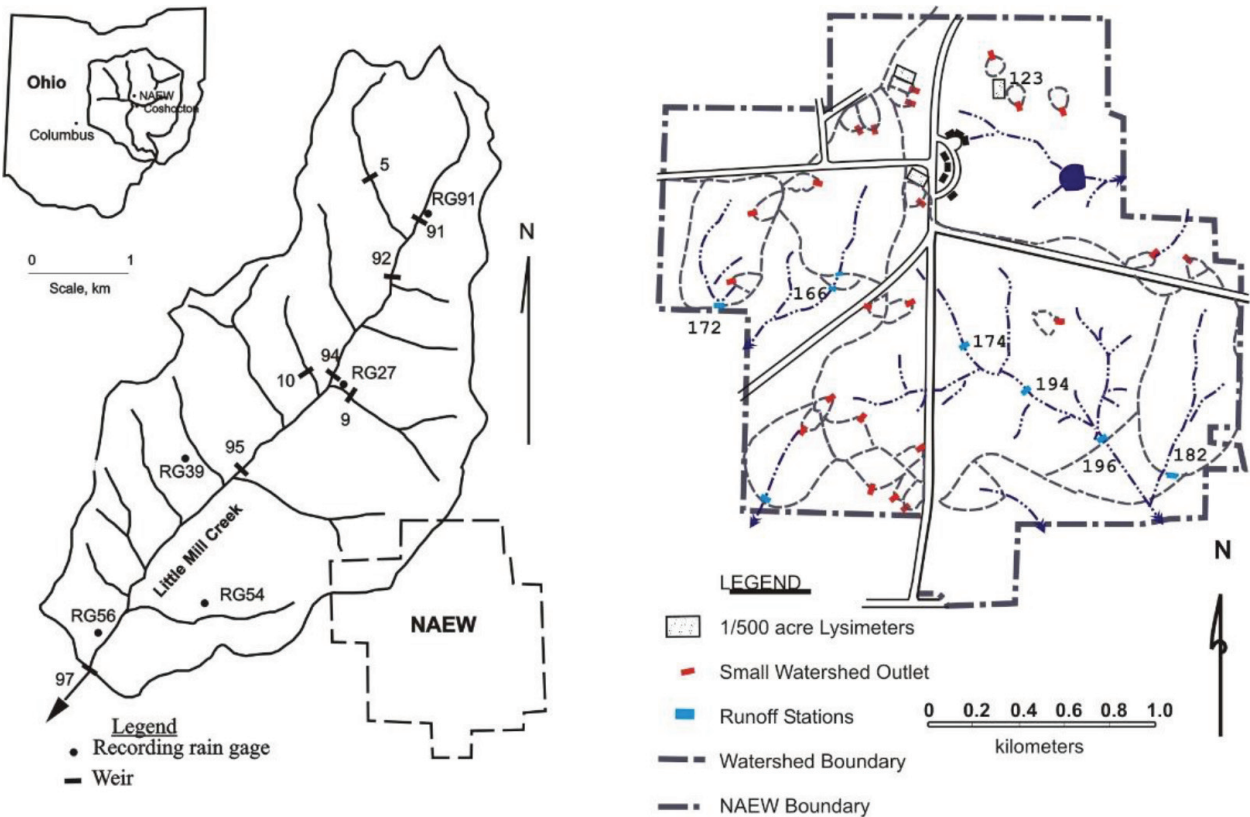 Ohio
NAEW
Coshocton
Columbus
0 1
Scale, km
5
RG91
91
92
N
94
RG27
10
9
95
RG39
Little Mill Creek
RG54
RG56
NAEW
97
Legend
Recording rain gage
Weir
123
166
172
174
194
196
182
N
LEGEND
1/500 acre Lysimeters
Small Watershed Outlet
Runoff Stations
Watershed Boundary
NAEW Boundary
0 0.2 0.4 0.6 0.8 1.0
kilometers